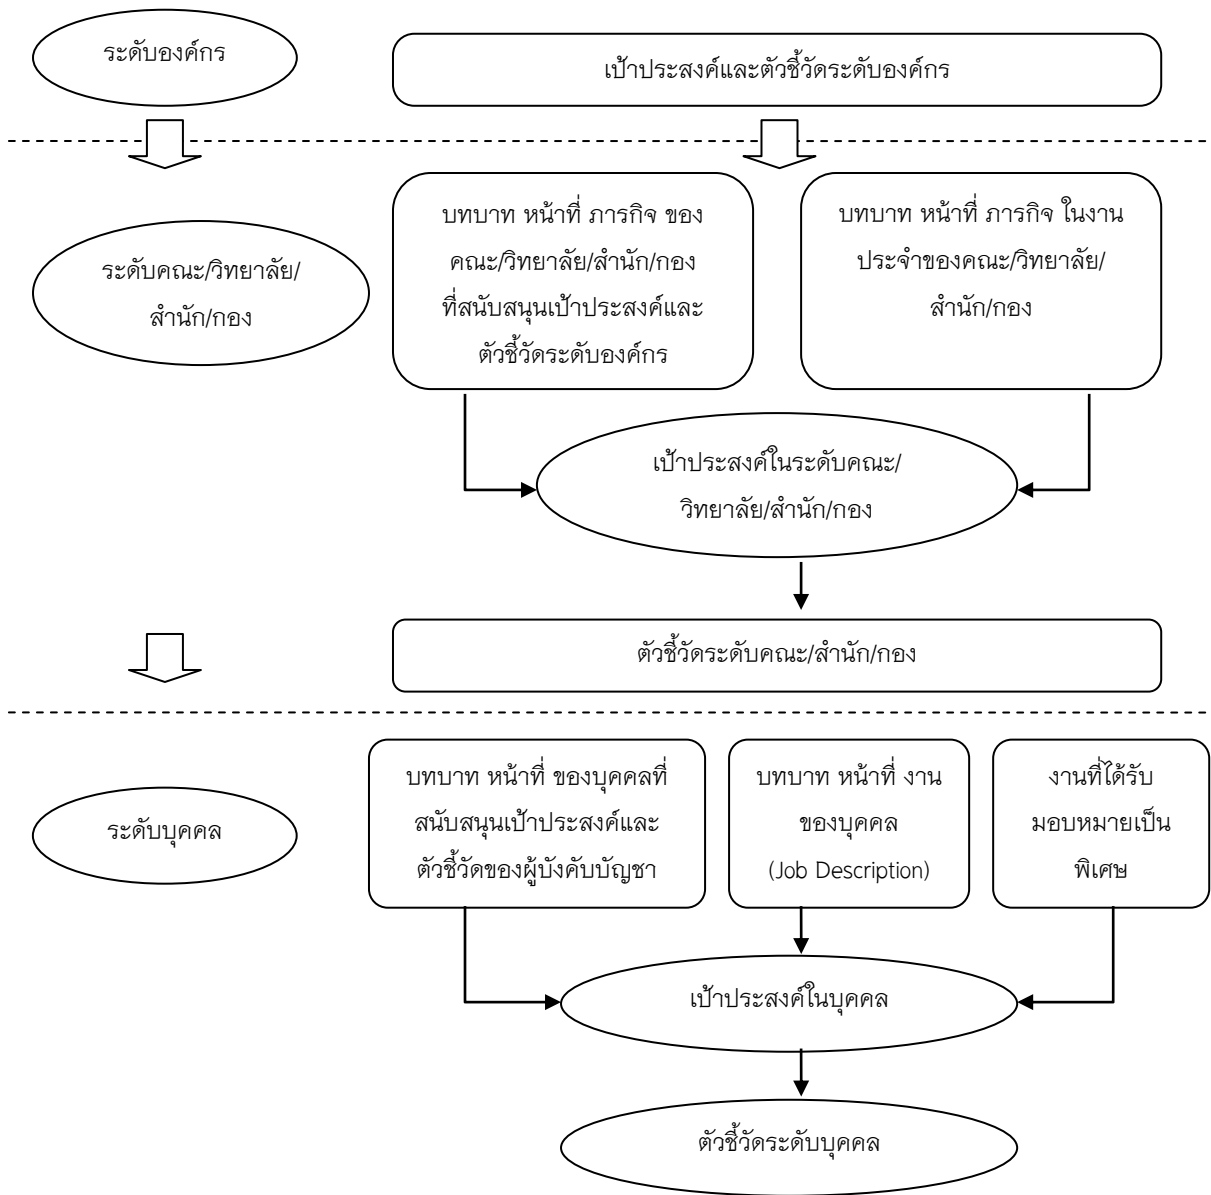 ระดับองค์กร
เป้าประสงค์และตัวชี้วัดระดับองค์กร
ระดับคณะ/วิทยาลัย/
สำนัก/กอง
บทบาท หน้าที่ ภารกิจ ของ
คณะ/วิทยาลัย/สำนัก/กอง
ที่สนับสนุนเป้าประสงค์และ
ตัวชี้วัดระดับองค์กร
บทบาท หน้าที่ ภารกิจ ในงาน
ประจำของคณะ/วิทยาลัย/
สำนัก/กอง
เป้าประสงค์ในระดับคณะ/
วิทยาลัย/สำนัก/กอง
ตัวชี้วัดระดับคณะ/สำนัก/กอง
ระดับบุคคล
บทบาท หน้าที่ ของบุคคลที่
สนับสนุนเป้าประสงค์และ
ตัวชี้วัดของผู้บังคับบัญชา
บทบาท หน้าที่ งาน
ของบุคคล
(Job Description)
งานที่ได้รับ
มอบหมายเป็น
พิเศษ
เป้าประสงค์ในบุคคล
ตัวชี้วัดระดับบุคคล